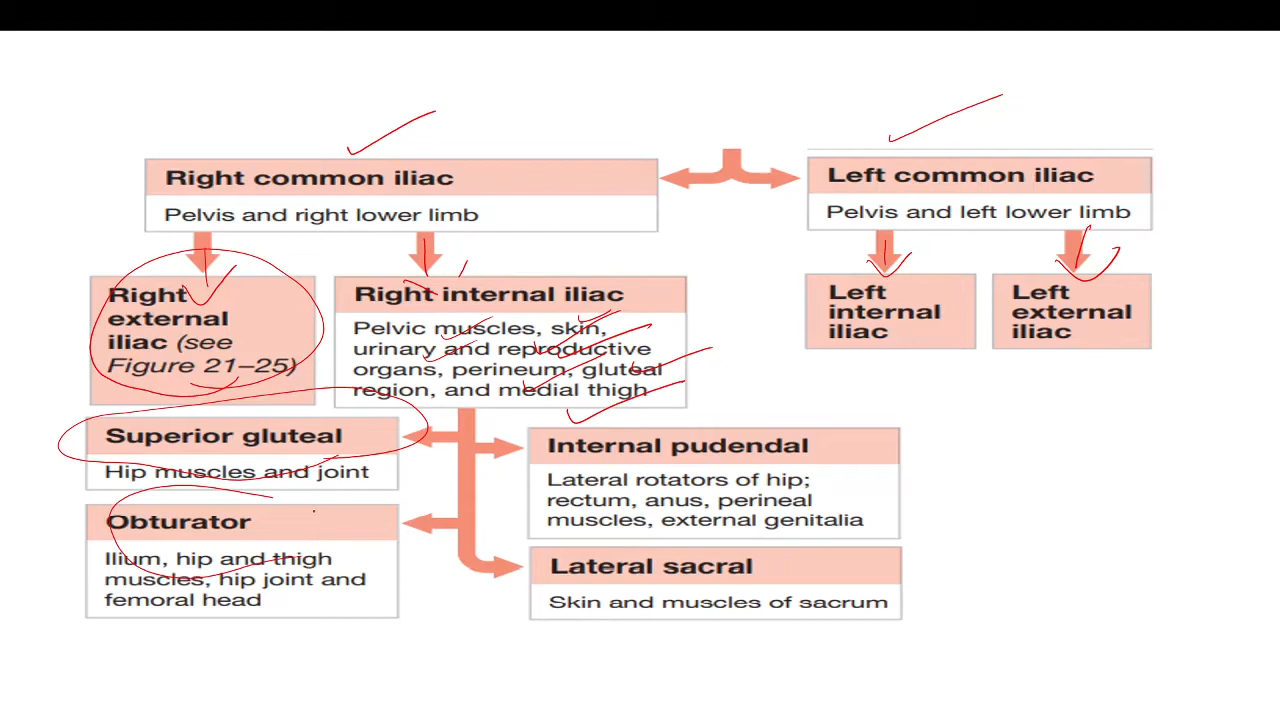 Right common iliac
Pelvis and right lower limb
Left common iliac
Pelvis and left lower limb
Right
external
iliac (see
Figure 21–25)
Right internal iliac
Pelvic muscles, skin,
urinary and reproductive
organs, perineum, gluteal
region, and medial thigh
Left
internal
iliac
Left
external
iliac
Superior gluteal
Hip muscles and joint
Obturator
Ilium, hip and thigh
muscles, hip joint and
femoral head
Internal pudendal
Lateral rotators of hip;
rectum, anus, perineal
muscles, external genitalia
Lateral sacral
Skin and muscles of sacrum